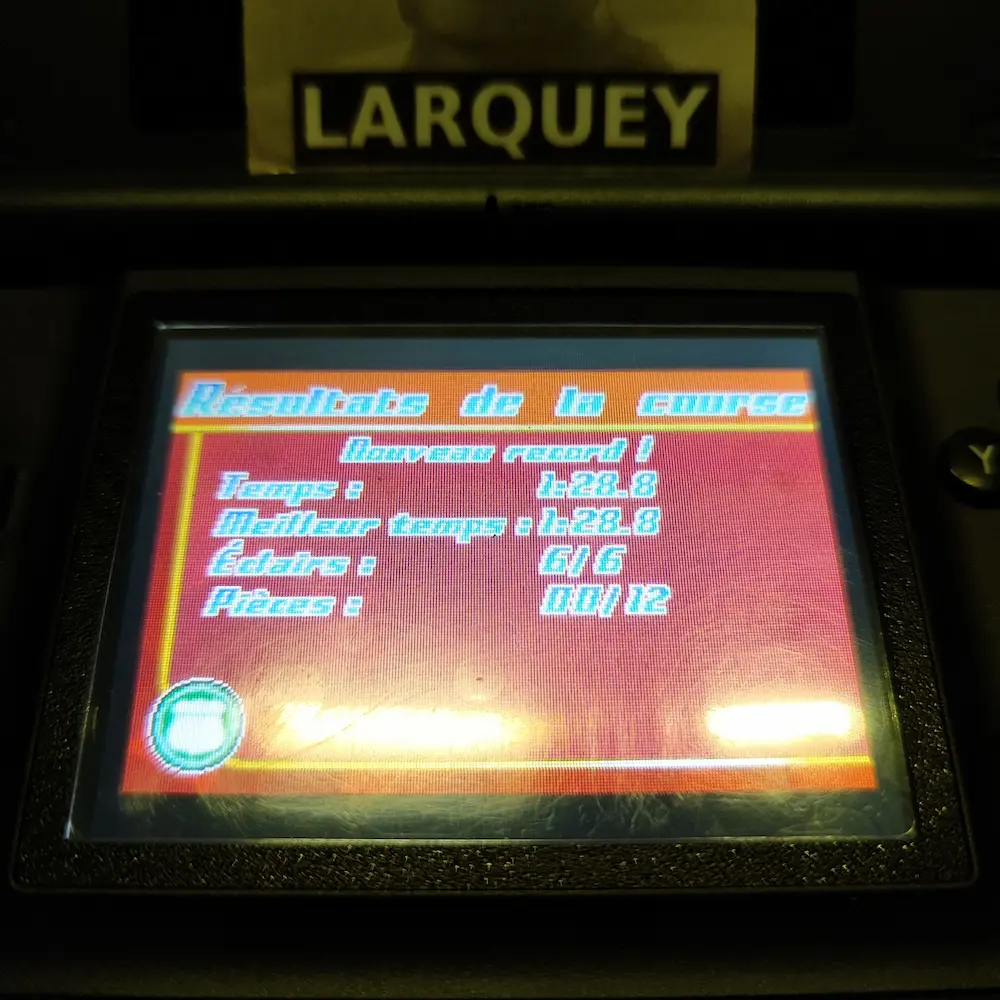 LARQUEY
Résultats de la course
Nouveau record !
Temps : 1:28.8
Meilleur temps : 1:28.8
Éclairs : 6/6
Pièces : 00/12
Y